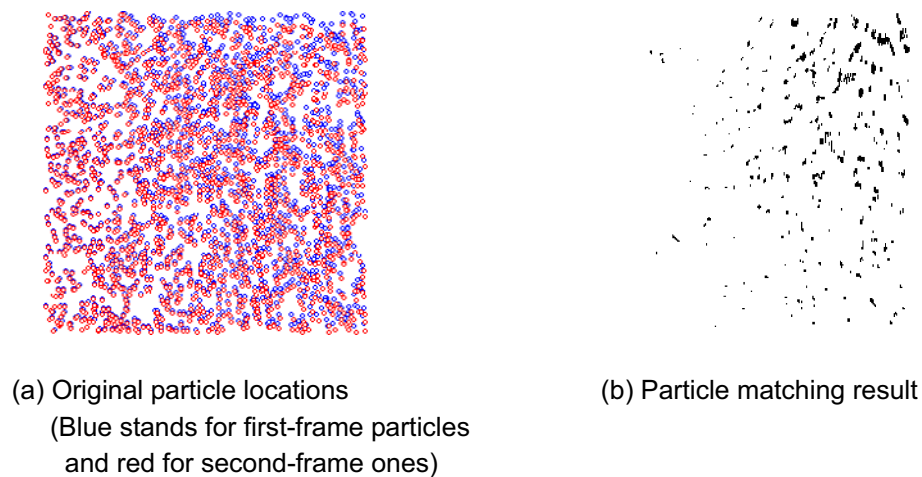 (a) Original particle locations
(Blue stands for first-frame particles
and red for second-frame ones)
(b) Particle matching result